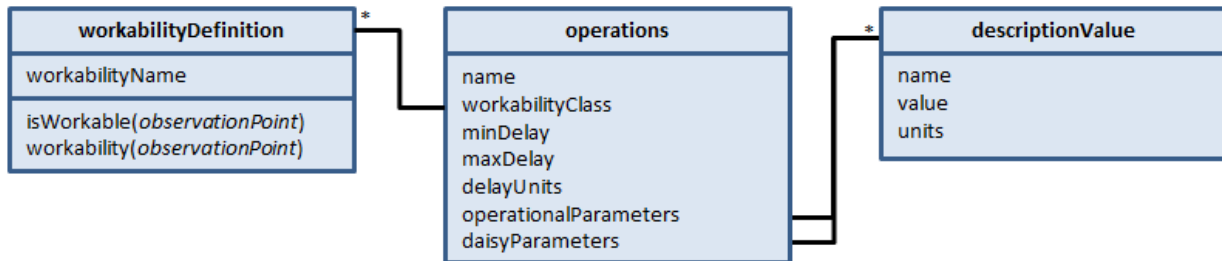 *
*
workabilityDefinition
operations
descriptionValue
workabilityName
name
name
workabilityClass
value
isWorkable(observationPoint)
minDelay
units
workability(observationPoint)
maxDelay
delayUnits
operationalParameters
daisyParameters